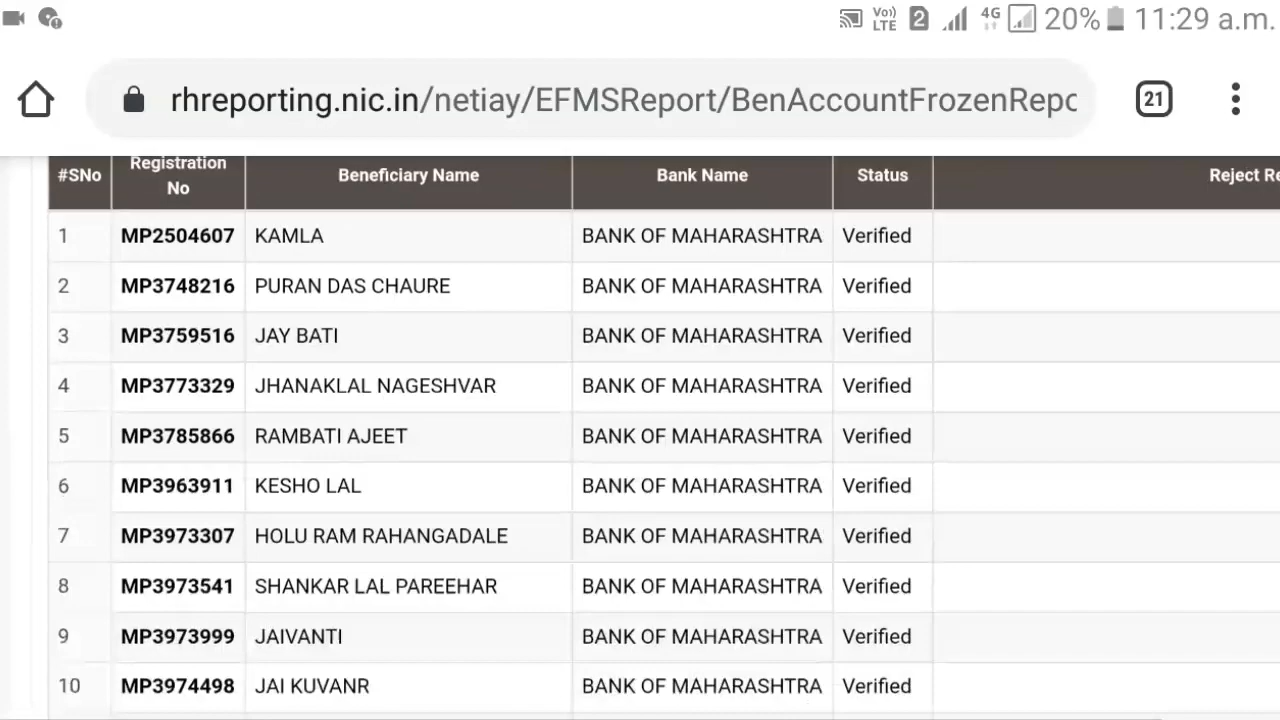 Vo)) LTE 2 4G 20% 11:29 a.m.
rhreporting.nic.in/netiay/EFMSReport/BenAccountFrozenRepo
21
#SNo Registration No Beneficiary Name Bank Name Status Reject Re
1 MP2504607 KAMLA BANK OF MAHARASHTRA Verified
2 MP3748216 PURAN DAS CHAURE BANK OF MAHARASHTRA Verified
3 MP3759516 JAY BATI BANK OF MAHARASHTRA Verified
4 MP3773329 JHANAKLAL NAGESHVAR BANK OF MAHARASHTRA Verified
5 MP3785866 RAMBATI AJEET BANK OF MAHARASHTRA Verified
6 MP3963911 KESHO LAL BANK OF MAHARASHTRA Verified
7 MP3973307 HOLU RAM RAHANGADALE BANK OF MAHARASHTRA Verified
8 MP3973541 SHANKAR LAL PAREEHAR BANK OF MAHARASHTRA Verified
9 MP3973999 JAIVANTI BANK OF MAHARASHTRA Verified
10 MP3974498 JAI KUVANR BANK OF MAHARASHTRA Verified